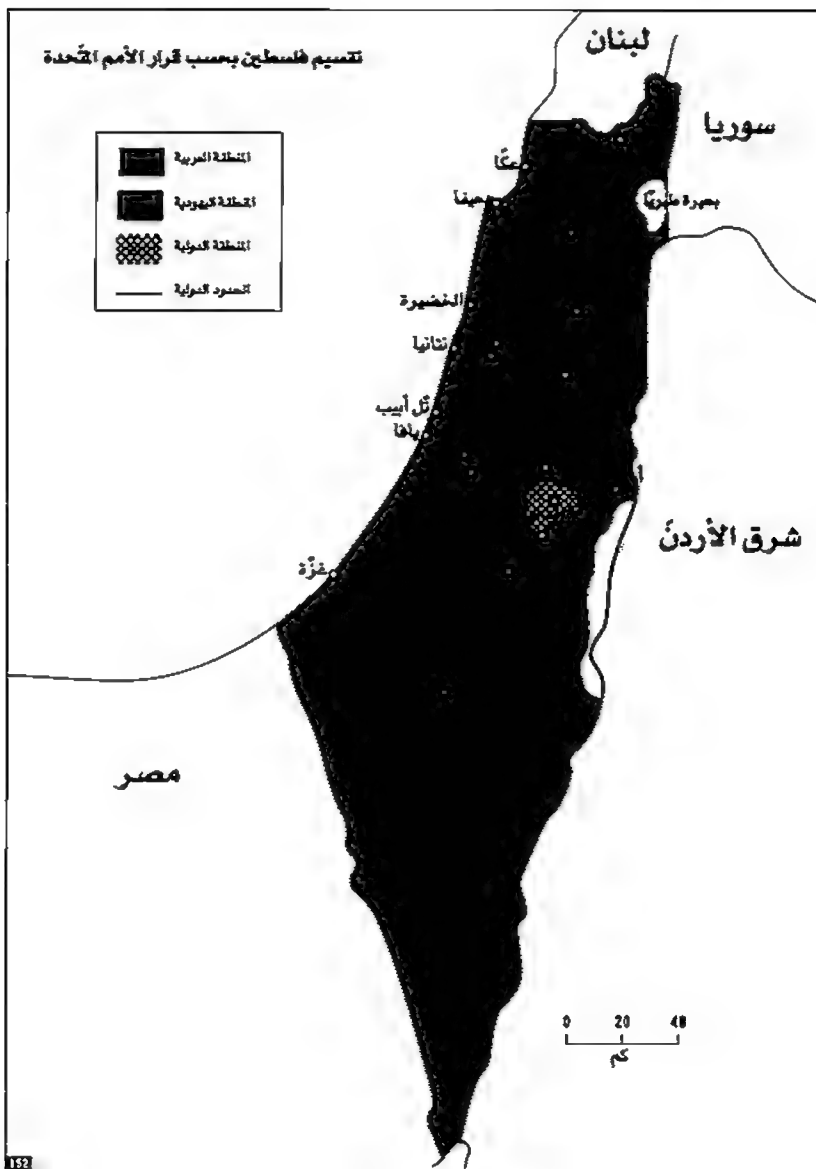 تقسيم فلسطين بحسب قرار الأمم المتّحدة
المنطقة العربية
المنطقة اليهودية
المنطقة الدولية
الحدود الدولية
لبنان
سوريا
عكّا
حيفا
بحيرة طبريّا
الخضيرة
نتانيا
تل أبيب
يافا
شرق الأردن
غزّة
مصر
0 20 40
كم
152